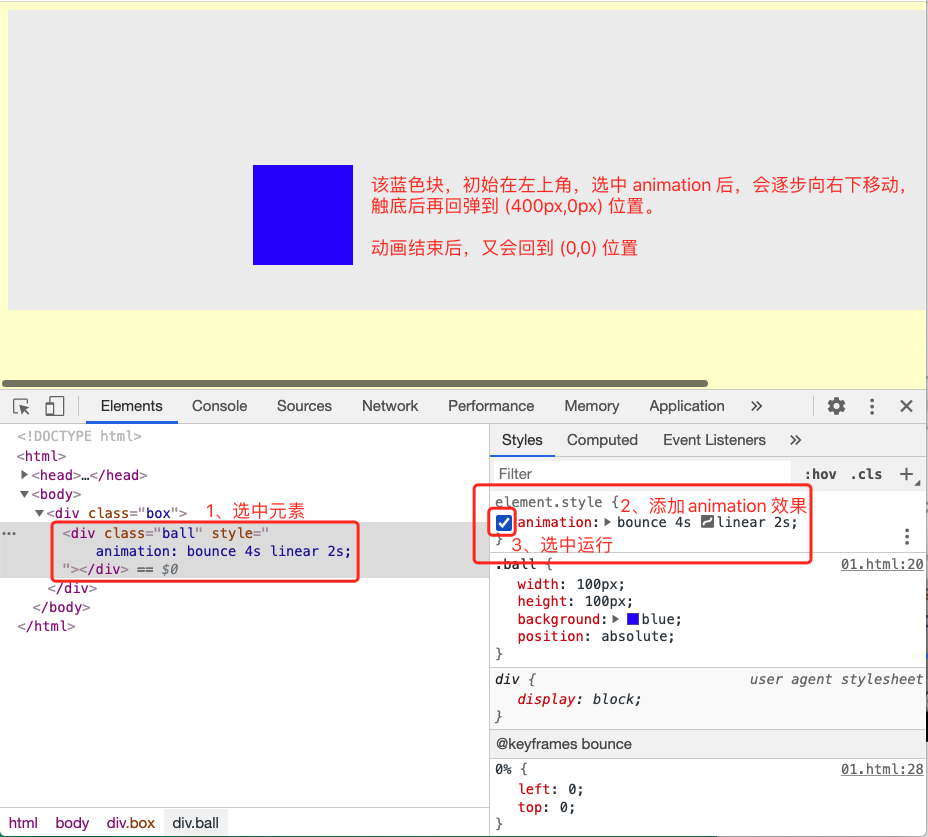 该蓝色块，初始在左上角，选中 animation 后，会逐步向右下移动，
触底后再回弹到 (400px,0px) 位置。
动画结束后，又会回到 (0,0) 位置
Elements Console Sources Network Performance Memory Application »
<!DOCTYPE html>
<html>
<head>…</head>
<body>
<div class="box"> 1、选中元素
<div class="ball" style="
animation: bounce 4s linear 2s;
"></div> == $0
</div>
</body>
</html>
Styles Computed Event Listeners »
Filter :hov .cls +
element.style { 2、添加 animation 效果
animation: bounce 4s linear 2s;
} 3、选中运行
.ball { 01.html:20
width: 100px;
height: 100px;
background: blue;
position: absolute;
}
div { user agent stylesheet
display: block;
}
@keyframes bounce
0% { 01.html:28
left: 0;
top: 0;
}
html body div.box div.ball